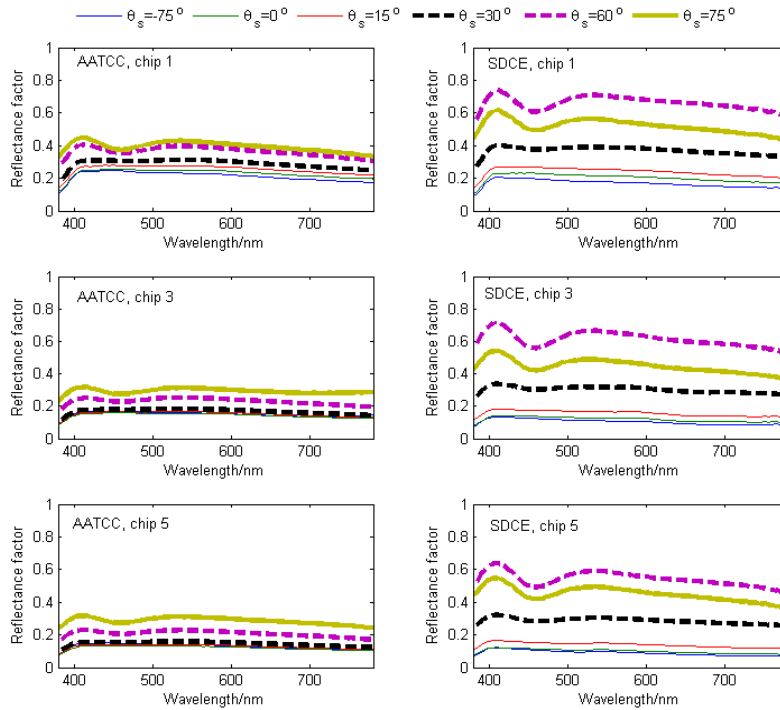 θs=-75° θs=0° θs=15° θs=30° θs=60° θs=75°
AATCC, chip 1
Reflectance factor
1
0.8
0.6
0.4
0.2
0
400 500 600 700
Wavelength/nm
SDCE, chip 1
Reflectance factor
1
0.8
0.6
0.4
0.2
0
400 500 600 700
Wavelength/nm
AATCC, chip 3
Reflectance factor
1
0.8
0.6
0.4
0.2
0
400 500 600 700
Wavelength/nm
SDCE, chip 3
Reflectance factor
1
0.8
0.6
0.4
0.2
0
400 500 600 700
Wavelength/nm
AATCC, chip 5
Reflectance factor
1
0.8
0.6
0.4
0.2
0
400 500 600 700
Wavelength/nm
SDCE, chip 5
Reflectance factor
1
0.8
0.6
0.4
0.2
0
400 500 600 700
Wavelength/nm